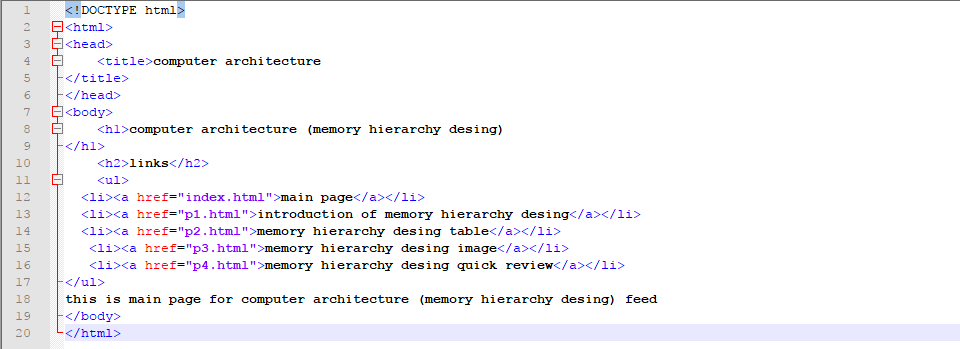 1 <!DOCTYPE html>
2 <html>
3 <head>
4 <title>computer architecture
5 </title>
6 </head>
7 <body>
8 <h1>computer architecture (memory hierarchy desing)
9 </h1>
10 <h2>links</h2>
11 <ul>
12 <li><a href="index.html">main page</a></li>
13 <li><a href="p1.html">introduction of memory hierarchy desing</a></li>
14 <li><a href="p2.html">memory hierarchy desing table</a></li>
15 <li><a href="p3.html">memory hierarchy desing image</a></li>
16 <li><a href="p4.html">memory hierarchy desing quick review</a></li>
17 </ul>
18 this is main page for computer architecture (memory hierarchy desing) feed
19 </body>
20 </html>